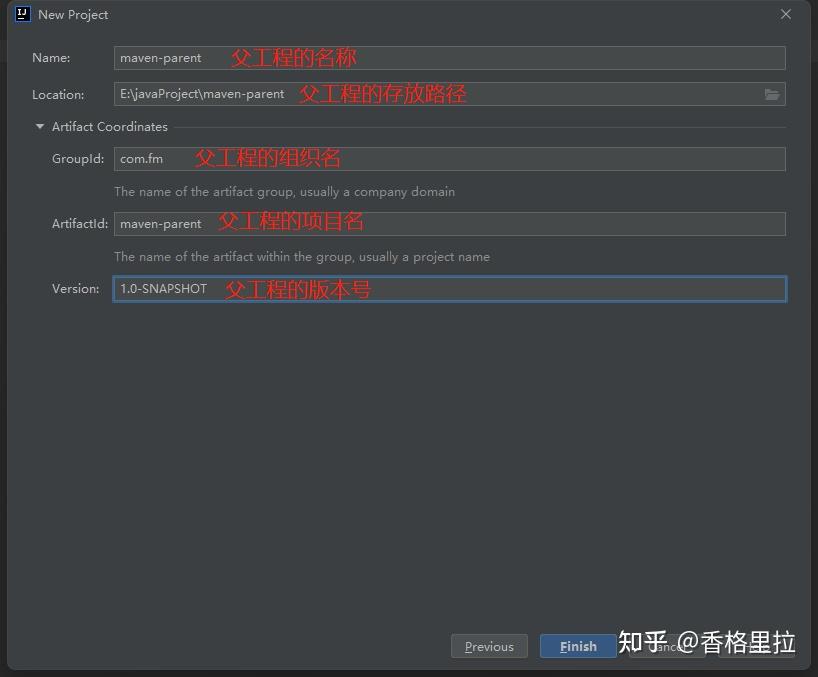 New Project
Name: maven-parent 父工程的名称
Location: E:\javaProject\maven-parent 父工程的存放路径
Artifact Coordinates
GroupId: com.fm 父工程的组织名
The name of the artifact group, usually a company domain
ArtifactId: maven-parent 父工程的项目名
The name of the artifact within the group, usually a project name
Version: 1.0-SNAPSHOT 父工程的版本号
Previous Finish Cancel
知乎 @香格里拉